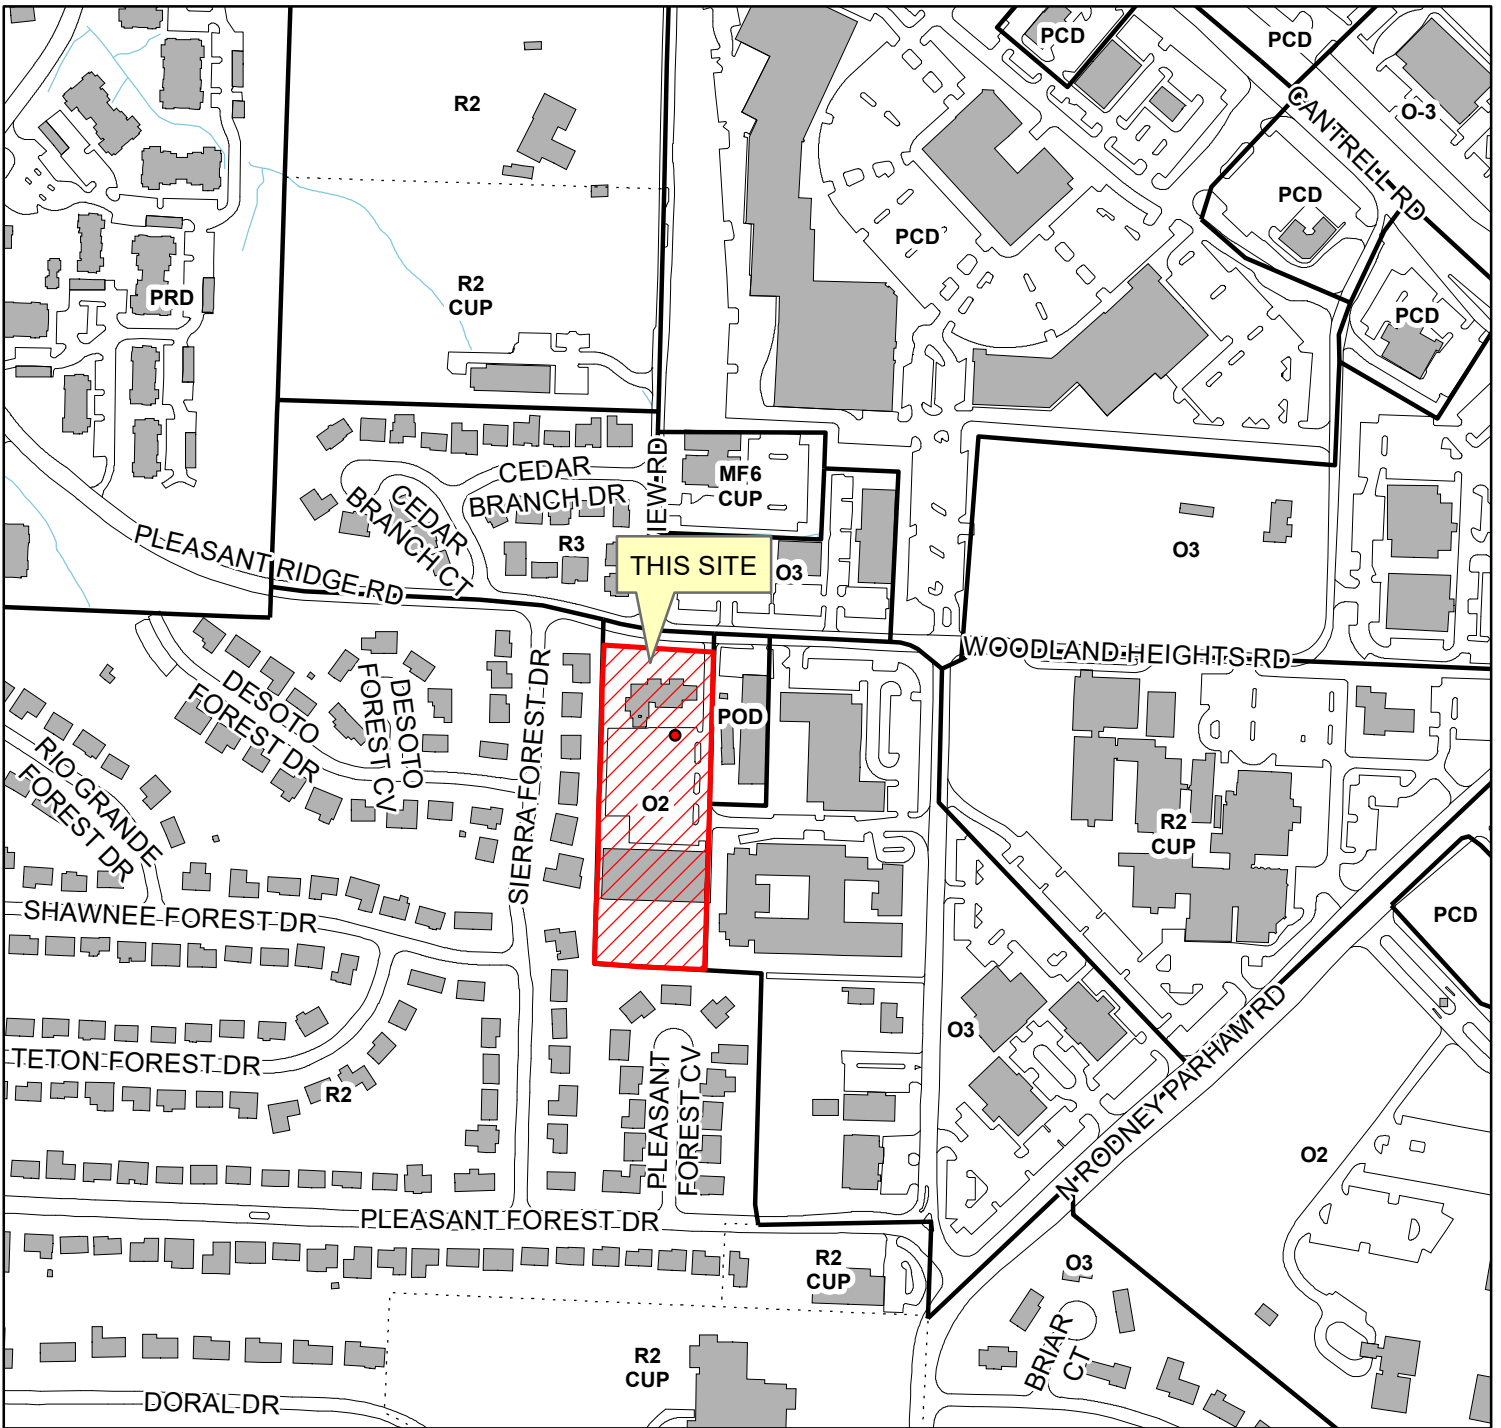 PCD
PCD
R2
O-3
CANTRELL RD
PCD
PCD
R2
CUP
PRD
PCD
CEDAR
BRANCH DR
MF6
CUP
CEDAR
BRANCH CT
IEW RD
R3
THIS SITE
O3
O3
PLEASANT RIDGE RD
WOODLAND HEIGHTS RD
DESOTO
FOREST DR
DESOTO
FOREST CV
SIERRA FOREST DR
POD
RIO GRANDE
FOREST DR
O2
R2
CUP
SHAWNEE FOREST DR
PCD
O3
TETON FOREST DR
R2
PLEASANT
FOREST CV
N RODNEY PARHAM RD
O2
PLEASANT FOREST DR
R2
CUP
O3
BRIAR
CT
R2
CUP
DORAL DR